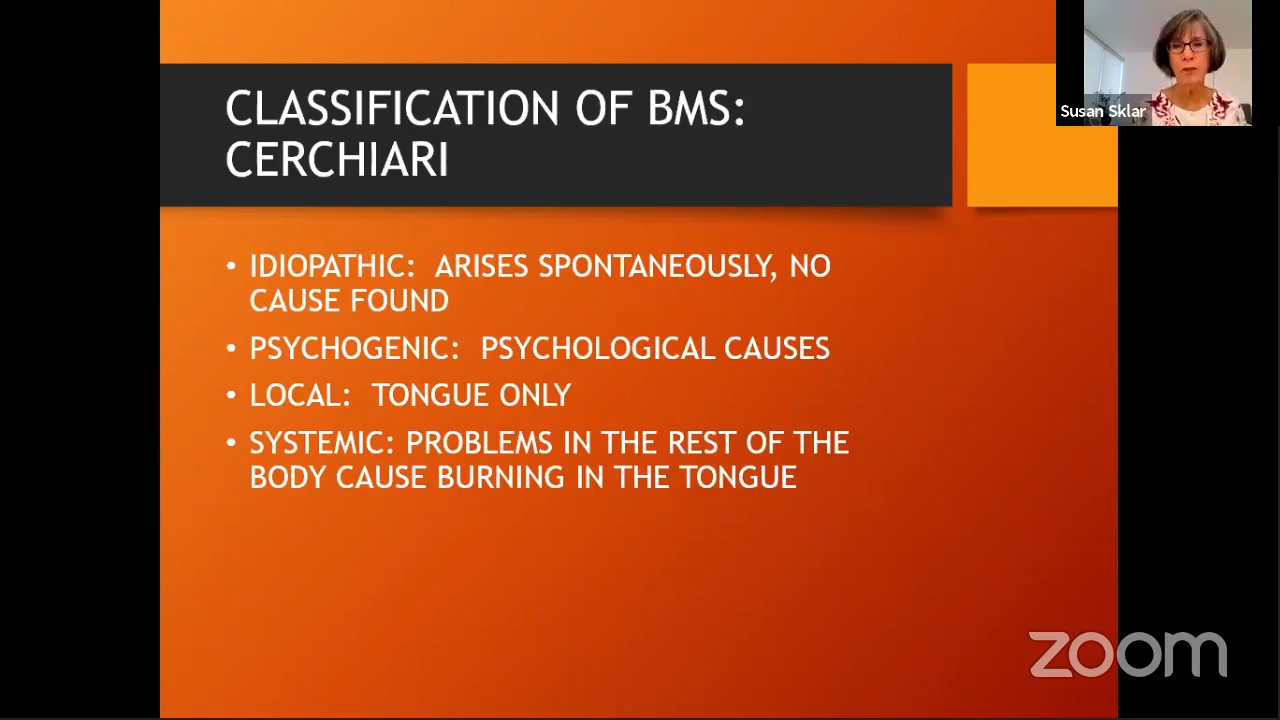 CLASSIFICATION OF BMS:
CERCHIARI
Susan Sklar
• IDIOPATHIC: ARISES SPONTANEOUSLY, NO
CAUSE FOUND
• PSYCHOGENIC: PSYCHOLOGICAL CAUSES
• LOCAL: TONGUE ONLY
• SYSTEMIC: PROBLEMS IN THE REST OF THE
BODY CAUSE BURNING IN THE TONGUE
zoom